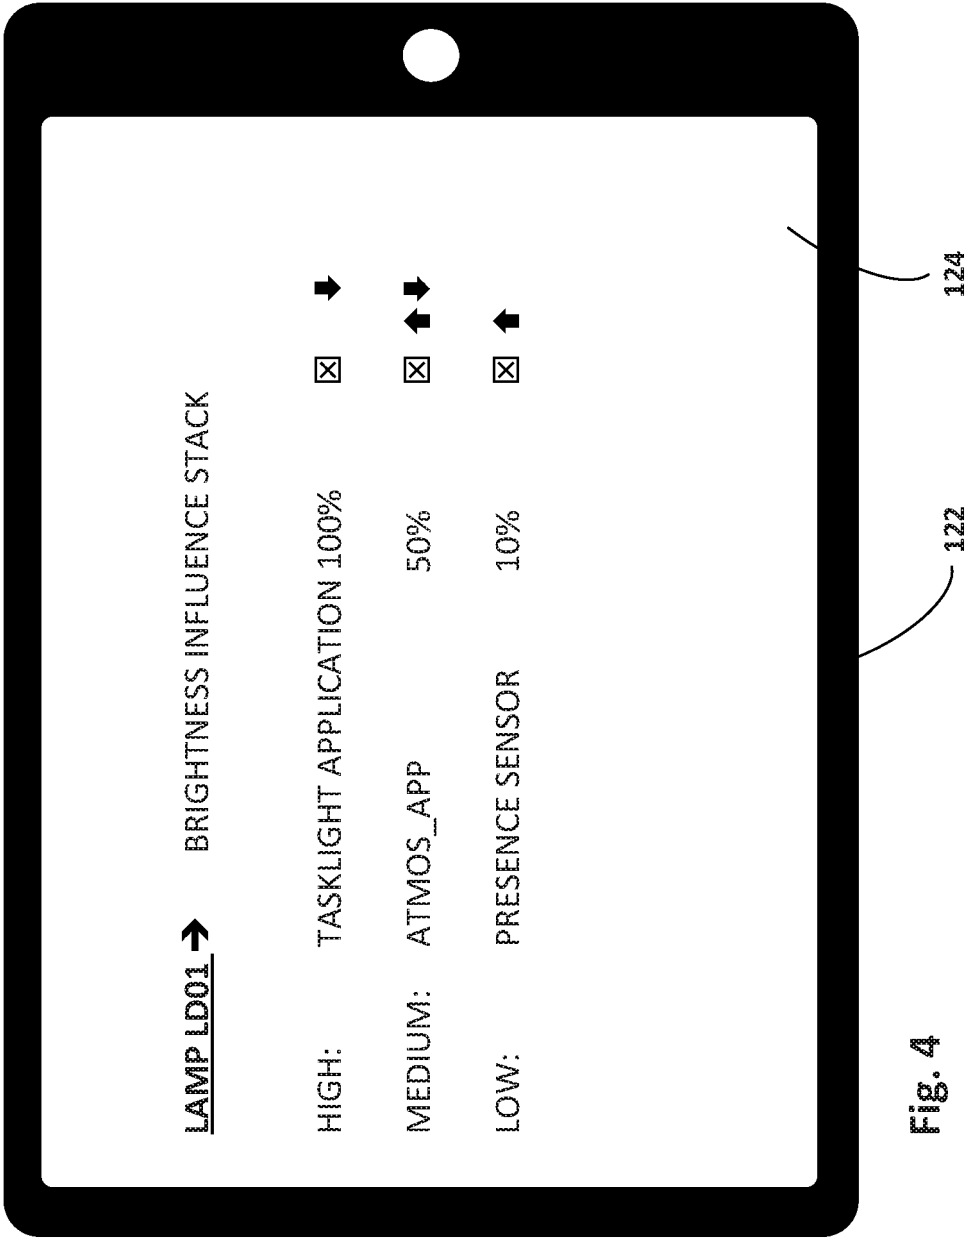 LAMP LD01 → BRIGHTNESS INFLUENCE STACK
HIGH: TASKLIGHT APPLICATION 100%
MEDIUM: ATMOS_APP 50%
LOW: PRESENCE SENSOR 10%
122
124
Fig. 4